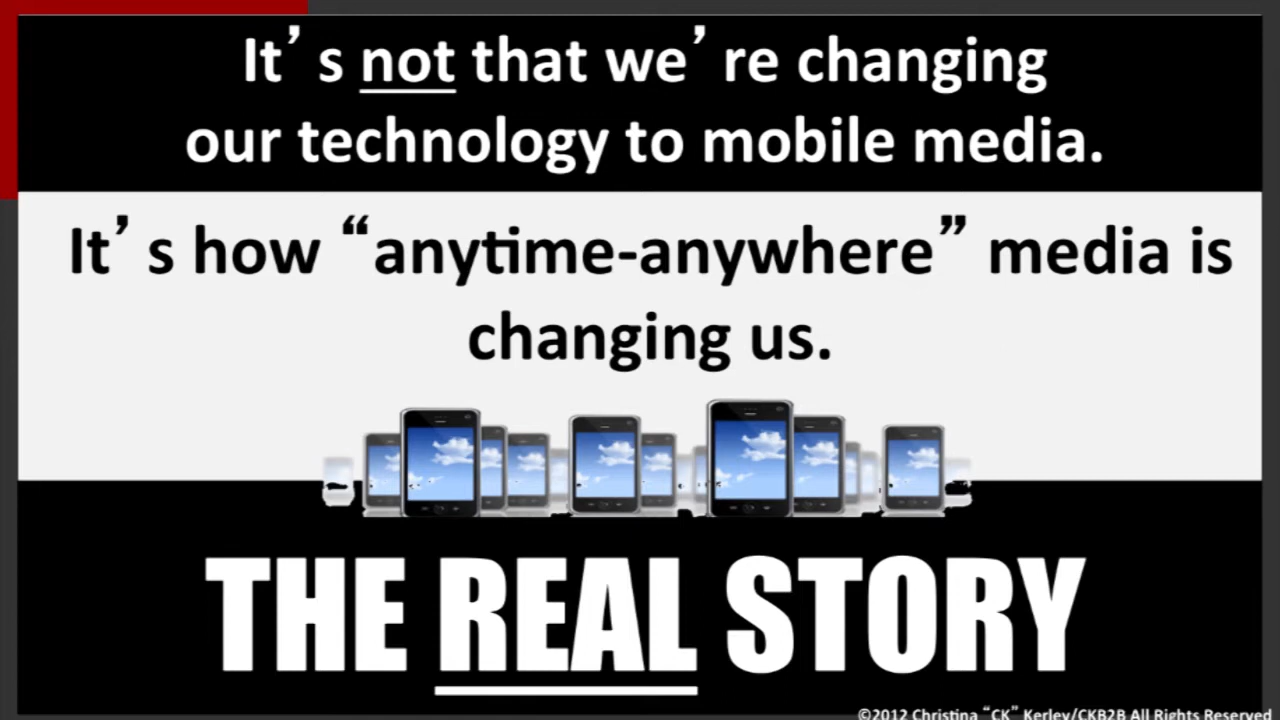 It’s not that we’re changing
our technology to mobile media.
It’s how “anytime-anywhere” media is
changing us.
THE REAL STORY
©2012 Christina “CK” Kerley/CKB2B All Rights Reserved